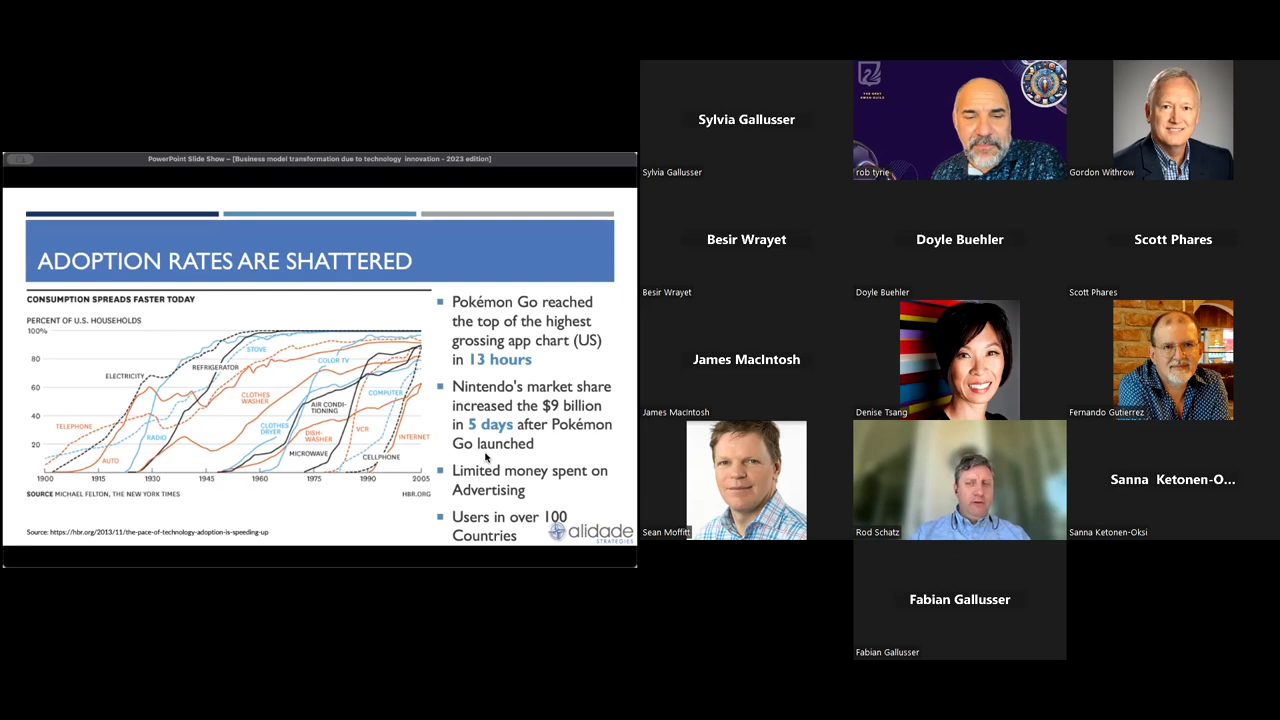 PowerPoint Slide Show – [Business model transformation due to technology innovation - 2023 edition]
ADOPTION RATES ARE SHATTERED
CONSUMPTION SPREADS FASTER TODAY
PERCENT OF U.S. HOUSEHOLDS
100%
80
60
40
20
1900
1915
1930
1945
1960
1975
1990
2005
TELEPHONE
ELECTRICITY
AUTO
RADIO
REFRIGERATOR
STOVE
CLOTHES
WASHER
CLOTHES
DRYER
AIR CONDI-
TIONING
DISH-
WASHER
COLOR TV
MICROWAVE
VCR
COMPUTER
CELLPHONE
INTERNET
SOURCE MICHAEL FELTON, THE NEW YORK TIMES
HBR.ORG
Source: https://hbr.org/2013/11/the-pace-of-technology-adoption-is-speeding-up
Pokémon Go reached
the top of the highest
grossing app chart (US)
in 13 hours
Nintendo's market share
increased the $9 billion
in 5 days after Pokémon
Go launched
Limited money spent on
Advertising
Users in over 100
Countries
alidade
STRATEGIES
Sylvia Gallusser
Sylvia Gallusser
rob tyrie
Gordon Withrow
Besir Wrayet
Besir Wrayet
Doyle Buehler
Doyle Buehler
Scott Phares
Scott Phares
James MacIntosh
James MacIntosh
Denise Tsang
Fernando Gutierrez
Sean Moffitt
Rod Schatz
Sanna Ketonen-O...
Sanna Ketonen-Oksi
Fabian Gallusser
Fabian Gallusser